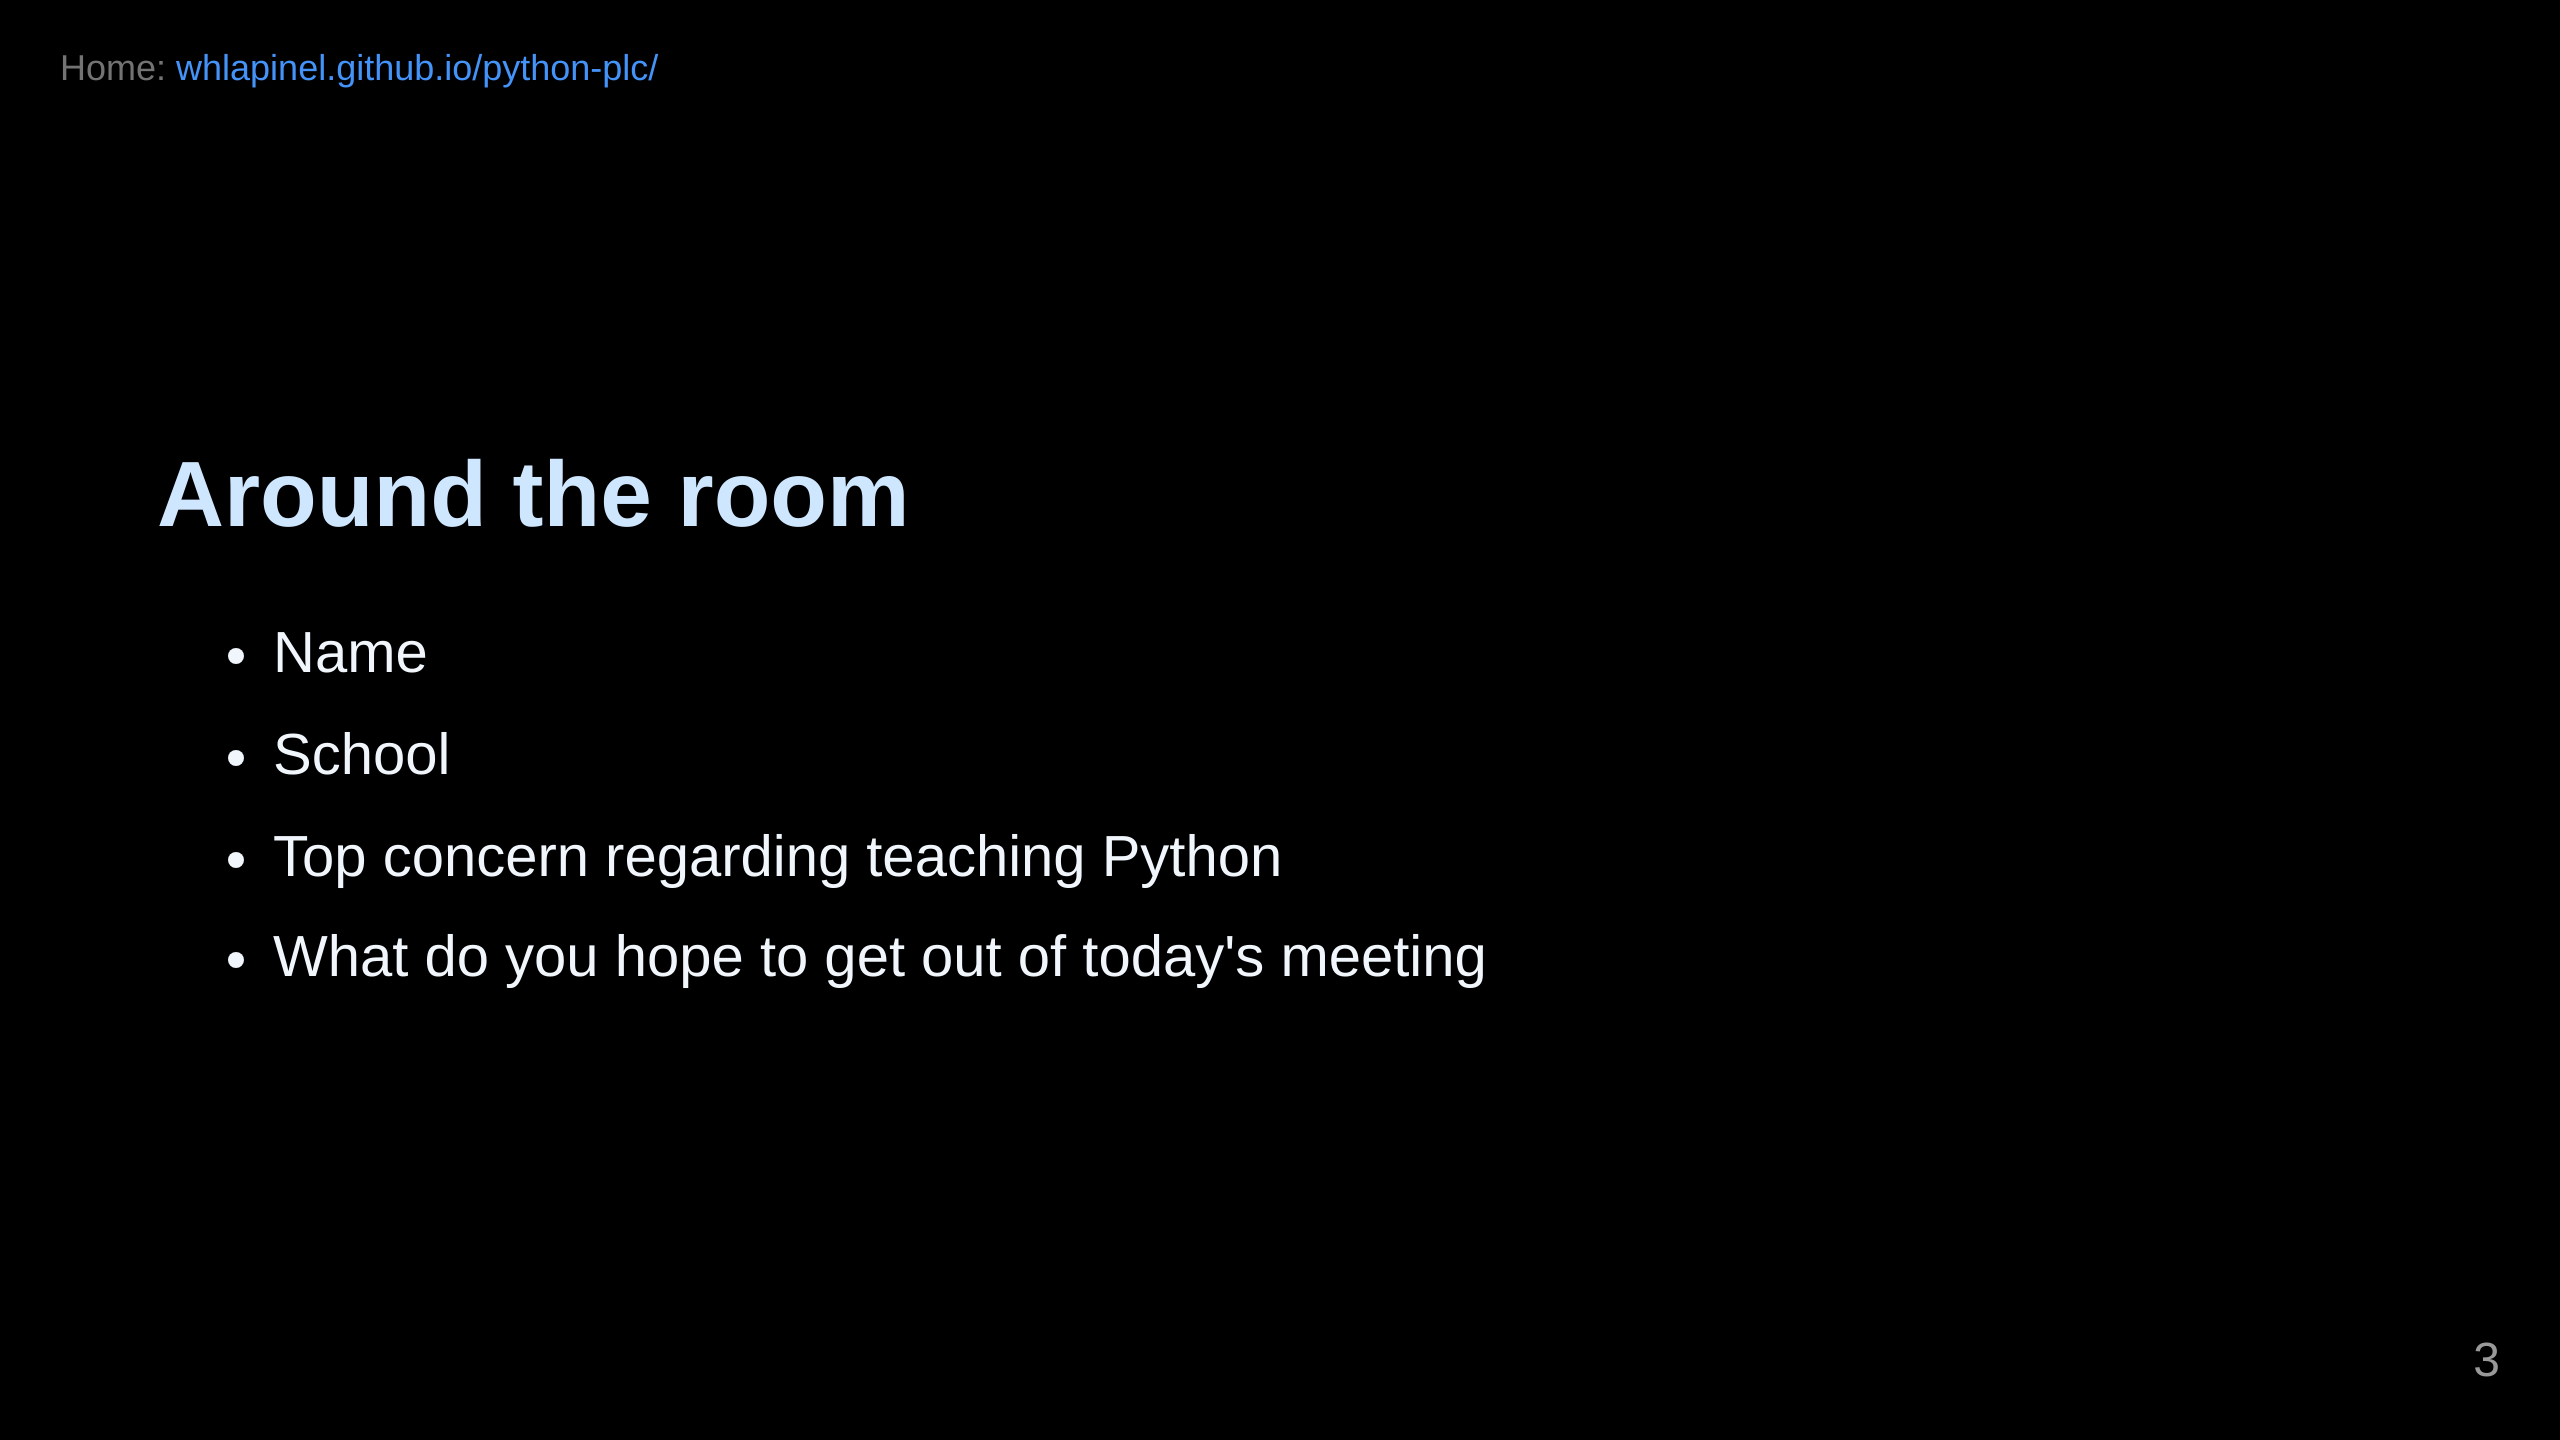 Home: whlapinel.github.io/python-plc/
Around the room
• Name
• School
• Top concern regarding teaching Python
• What do you hope to get out of today's meeting
3